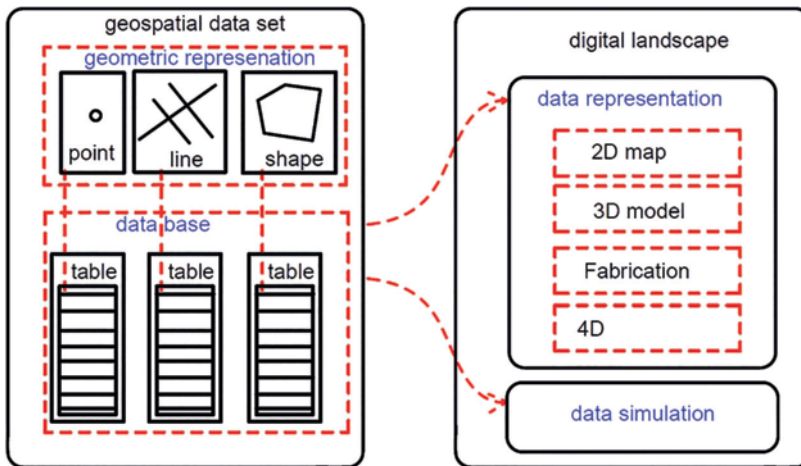 geospatial data set
geometric represenation
point
line
shape
data base
table
table
table
digital landscape
data representation
2D map
3D model
Fabrication
4D
data simulation